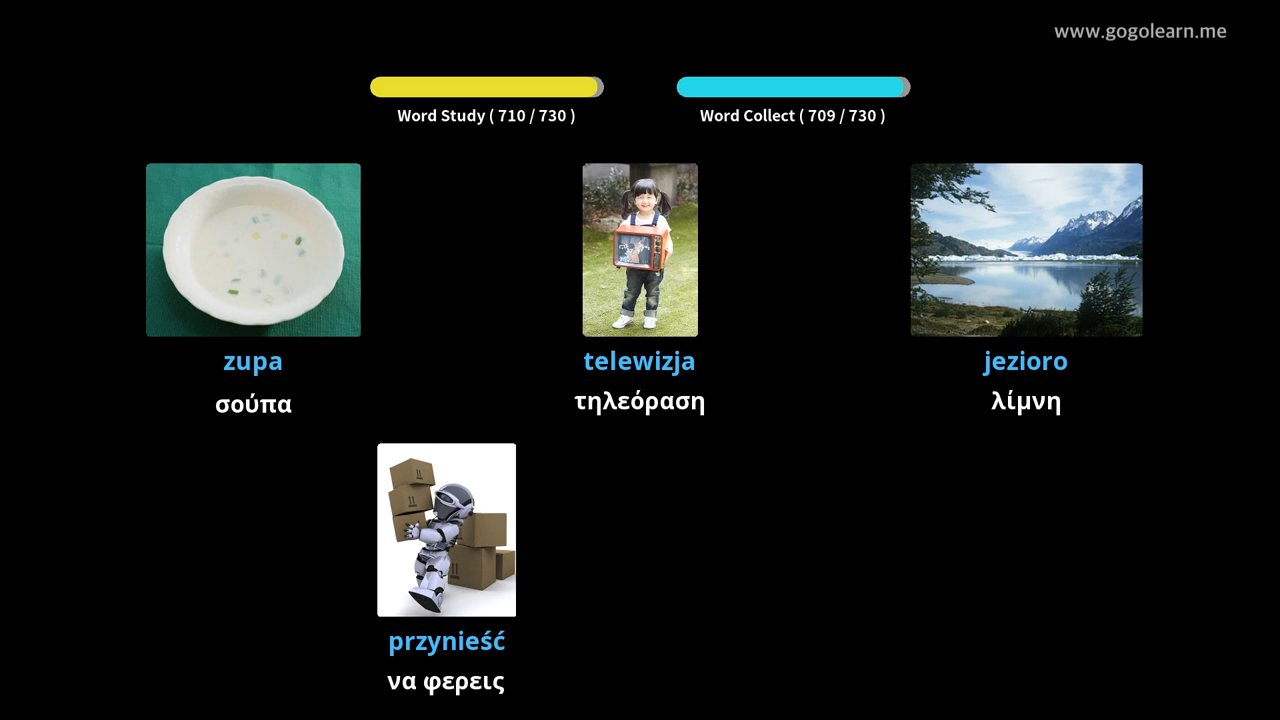 www.gogolearn.me
Word Study ( 710 / 730 )
Word Collect ( 709 / 730 )
zupa
σούπα
telewizja
τηλεόραση
jezioro
λίμνη
przynieść
να φερεις